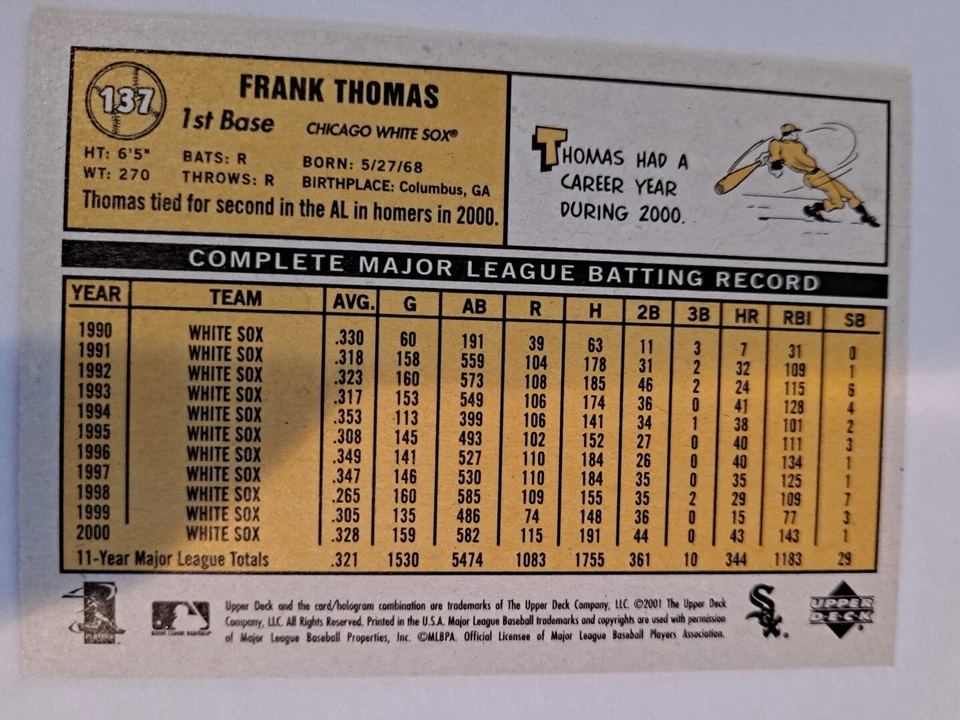 137
FRANK THOMAS
1st Base CHICAGO WHITE SOX®
HT: 6'5" BATS: R BORN: 5/27/68
WT: 270 THROWS: R BIRTHPLACE: Columbus, GA
Thomas tied for second in the AL in homers in 2000.
THOMAS HAD A
CAREER YEAR
DURING 2000.
COMPLETE MAJOR LEAGUE BATTING RECORD
YEAR TEAM AVG. G AB R H 2B 3B HR RBI SB
1990 WHITE SOX .330 60 191 39 63 11 3 7 31 0
1991 WHITE SOX .318 158 559 104 178 31 2 32 109 1
1992 WHITE SOX .323 160 573 108 185 46 2 24 115 6
1993 WHITE SOX .317 153 549 106 174 36 0 41 128 4
1994 WHITE SOX .353 113 399 106 141 34 1 38 101 2
1995 WHITE SOX .308 145 493 102 152 27 0 40 111 3
1996 WHITE SOX .349 141 527 110 184 26 0 40 134 1
1997 WHITE SOX .347 146 530 110 184 35 0 35 125 1
1998 WHITE SOX .265 160 585 109 155 35 2 29 109 7
1999 WHITE SOX .305 135 486 74 148 36 0 15 77 3
2000 WHITE SOX .328 159 582 115 191 44 0 43 143 1
11-Year Major League Totals .321 1530 5474 1083 1755 361 10 344 1183 29
Upper Deck and the card/hologram combination are trademarks of The Upper Deck Company, LLC. ©2001 The Upper Deck
Company, LLC. All Rights Reserved. Printed in the U.S.A. Major League Baseball trademarks and copyrights are used with permission
of Major League Baseball Properties, Inc. ©MLBPA. Official Licensee of Major League Baseball Players Association.
Sox
UPPER
DECK